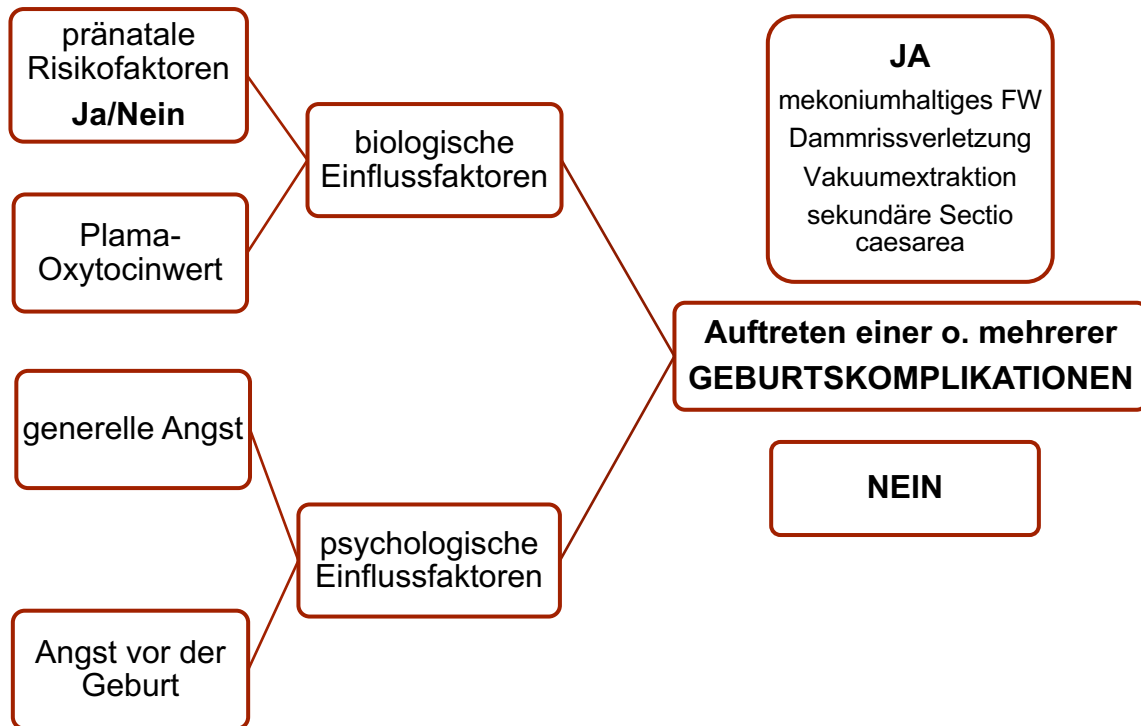 pränatale
Risikofaktoren
Ja/Nein
Plama-
Oxytocinwert
generelle Angst
Angst vor der
Geburt
biologische
Einflussfaktoren
psychologische
Einflussfaktoren
JA
mekoniumhaltiges FW
Dammrissverletzung
Vakuumextraktion
sekundäre Sectio
caesarea
Auftreten einer o. mehrerer
GEBURTSKOMPLIKATIONEN
NEIN